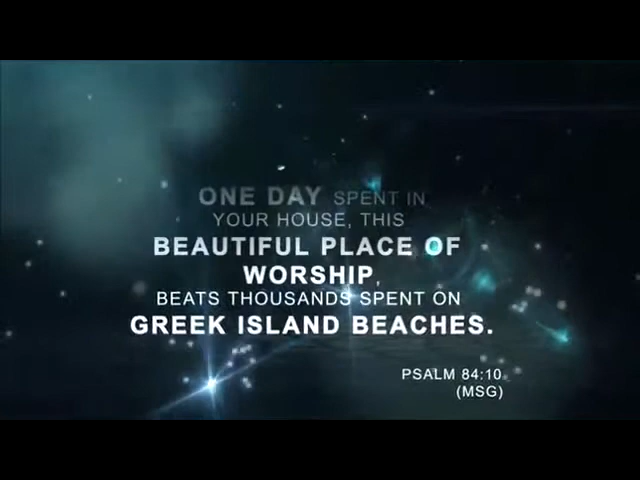 ONE DAY SPENT IN
YOUR HOUSE, THIS
BEAUTIFUL PLACE OF
WORSHIP,
BEATS THOUSANDS SPENT ON
GREEK ISLAND BEACHES.
PSALM 84:10
(MSG)